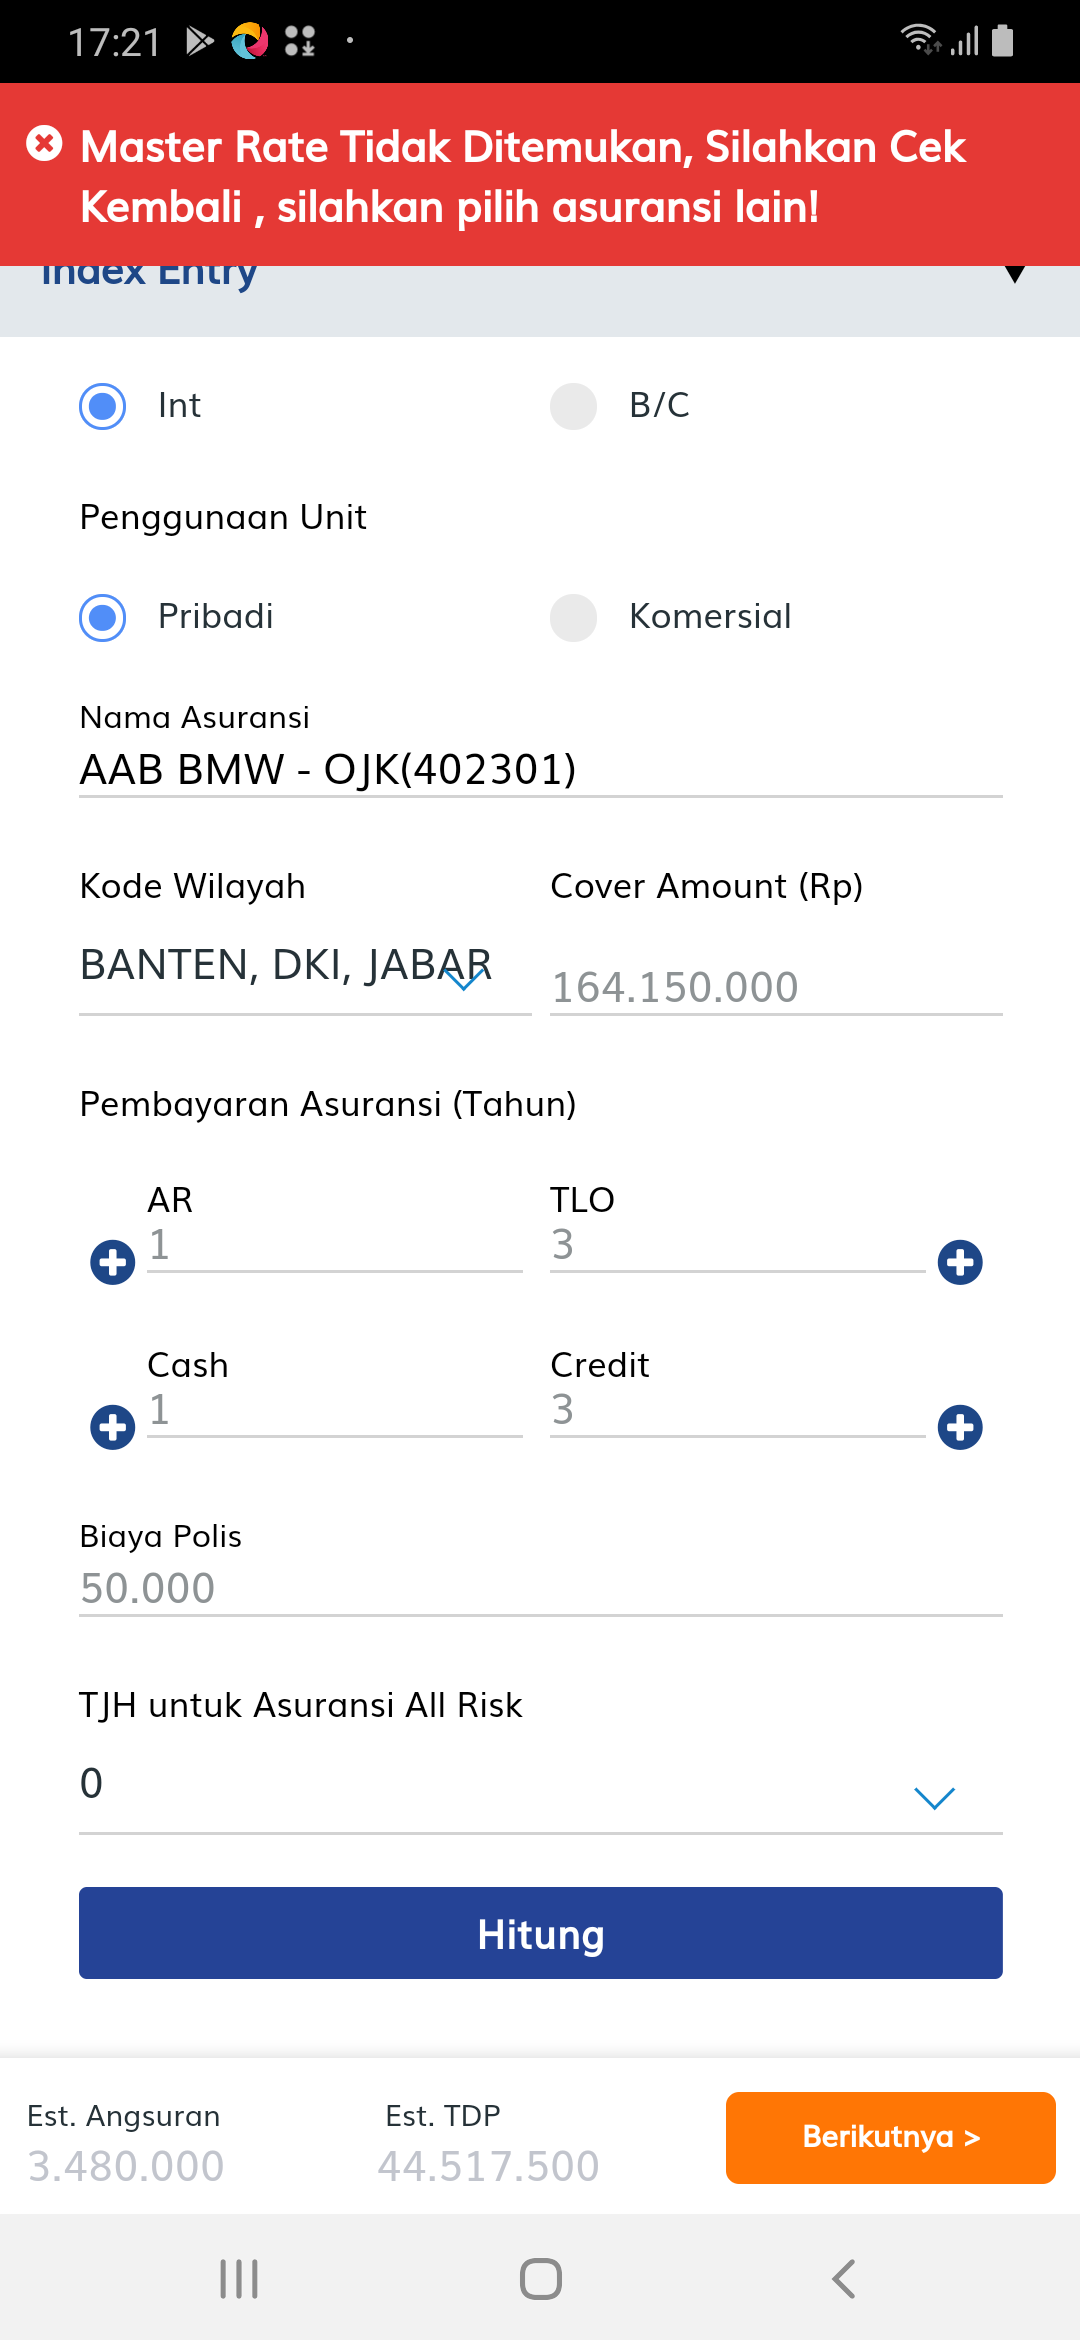 17:21
Master Rate Tidak Ditemukan, Silahkan Cek
Kembali , silahkan pilih asuransi lain!
Index Entry
Int
B/C
Penggunaan Unit
Pribadi
Komersial
Nama Asuransi
AAB BMW - OJK(402301)
Kode Wilayah
Cover Amount (Rp)
BANTEN, DKI, JABAR
164.150.000
Pembayaran Asuransi (Tahun)
AR
TLO
1
3
Cash
Credit
1
3
Biaya Polis
50.000
TJH untuk Asuransi All Risk
0
Hitung
Est. Angsuran
Est. TDP
3.480.000
44.517.500
Berikutnya >